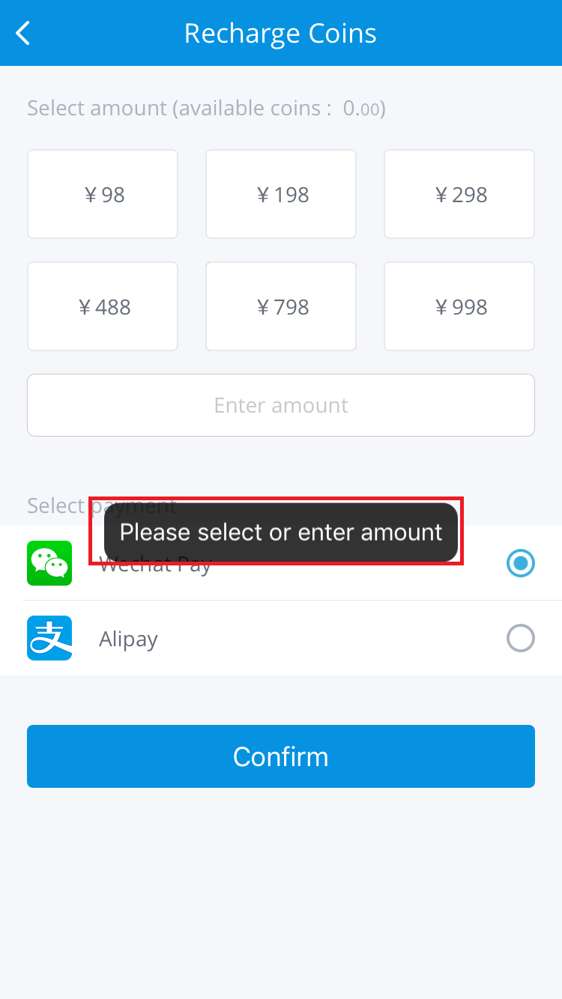 Recharge Coins
Select amount (available coins : 0.00)
¥ 98 ¥ 198 ¥ 298
¥ 488 ¥ 798 ¥ 998
Enter amount
Select payment
Please select or enter amount
Wechat Pay
支 Alipay
Confirm